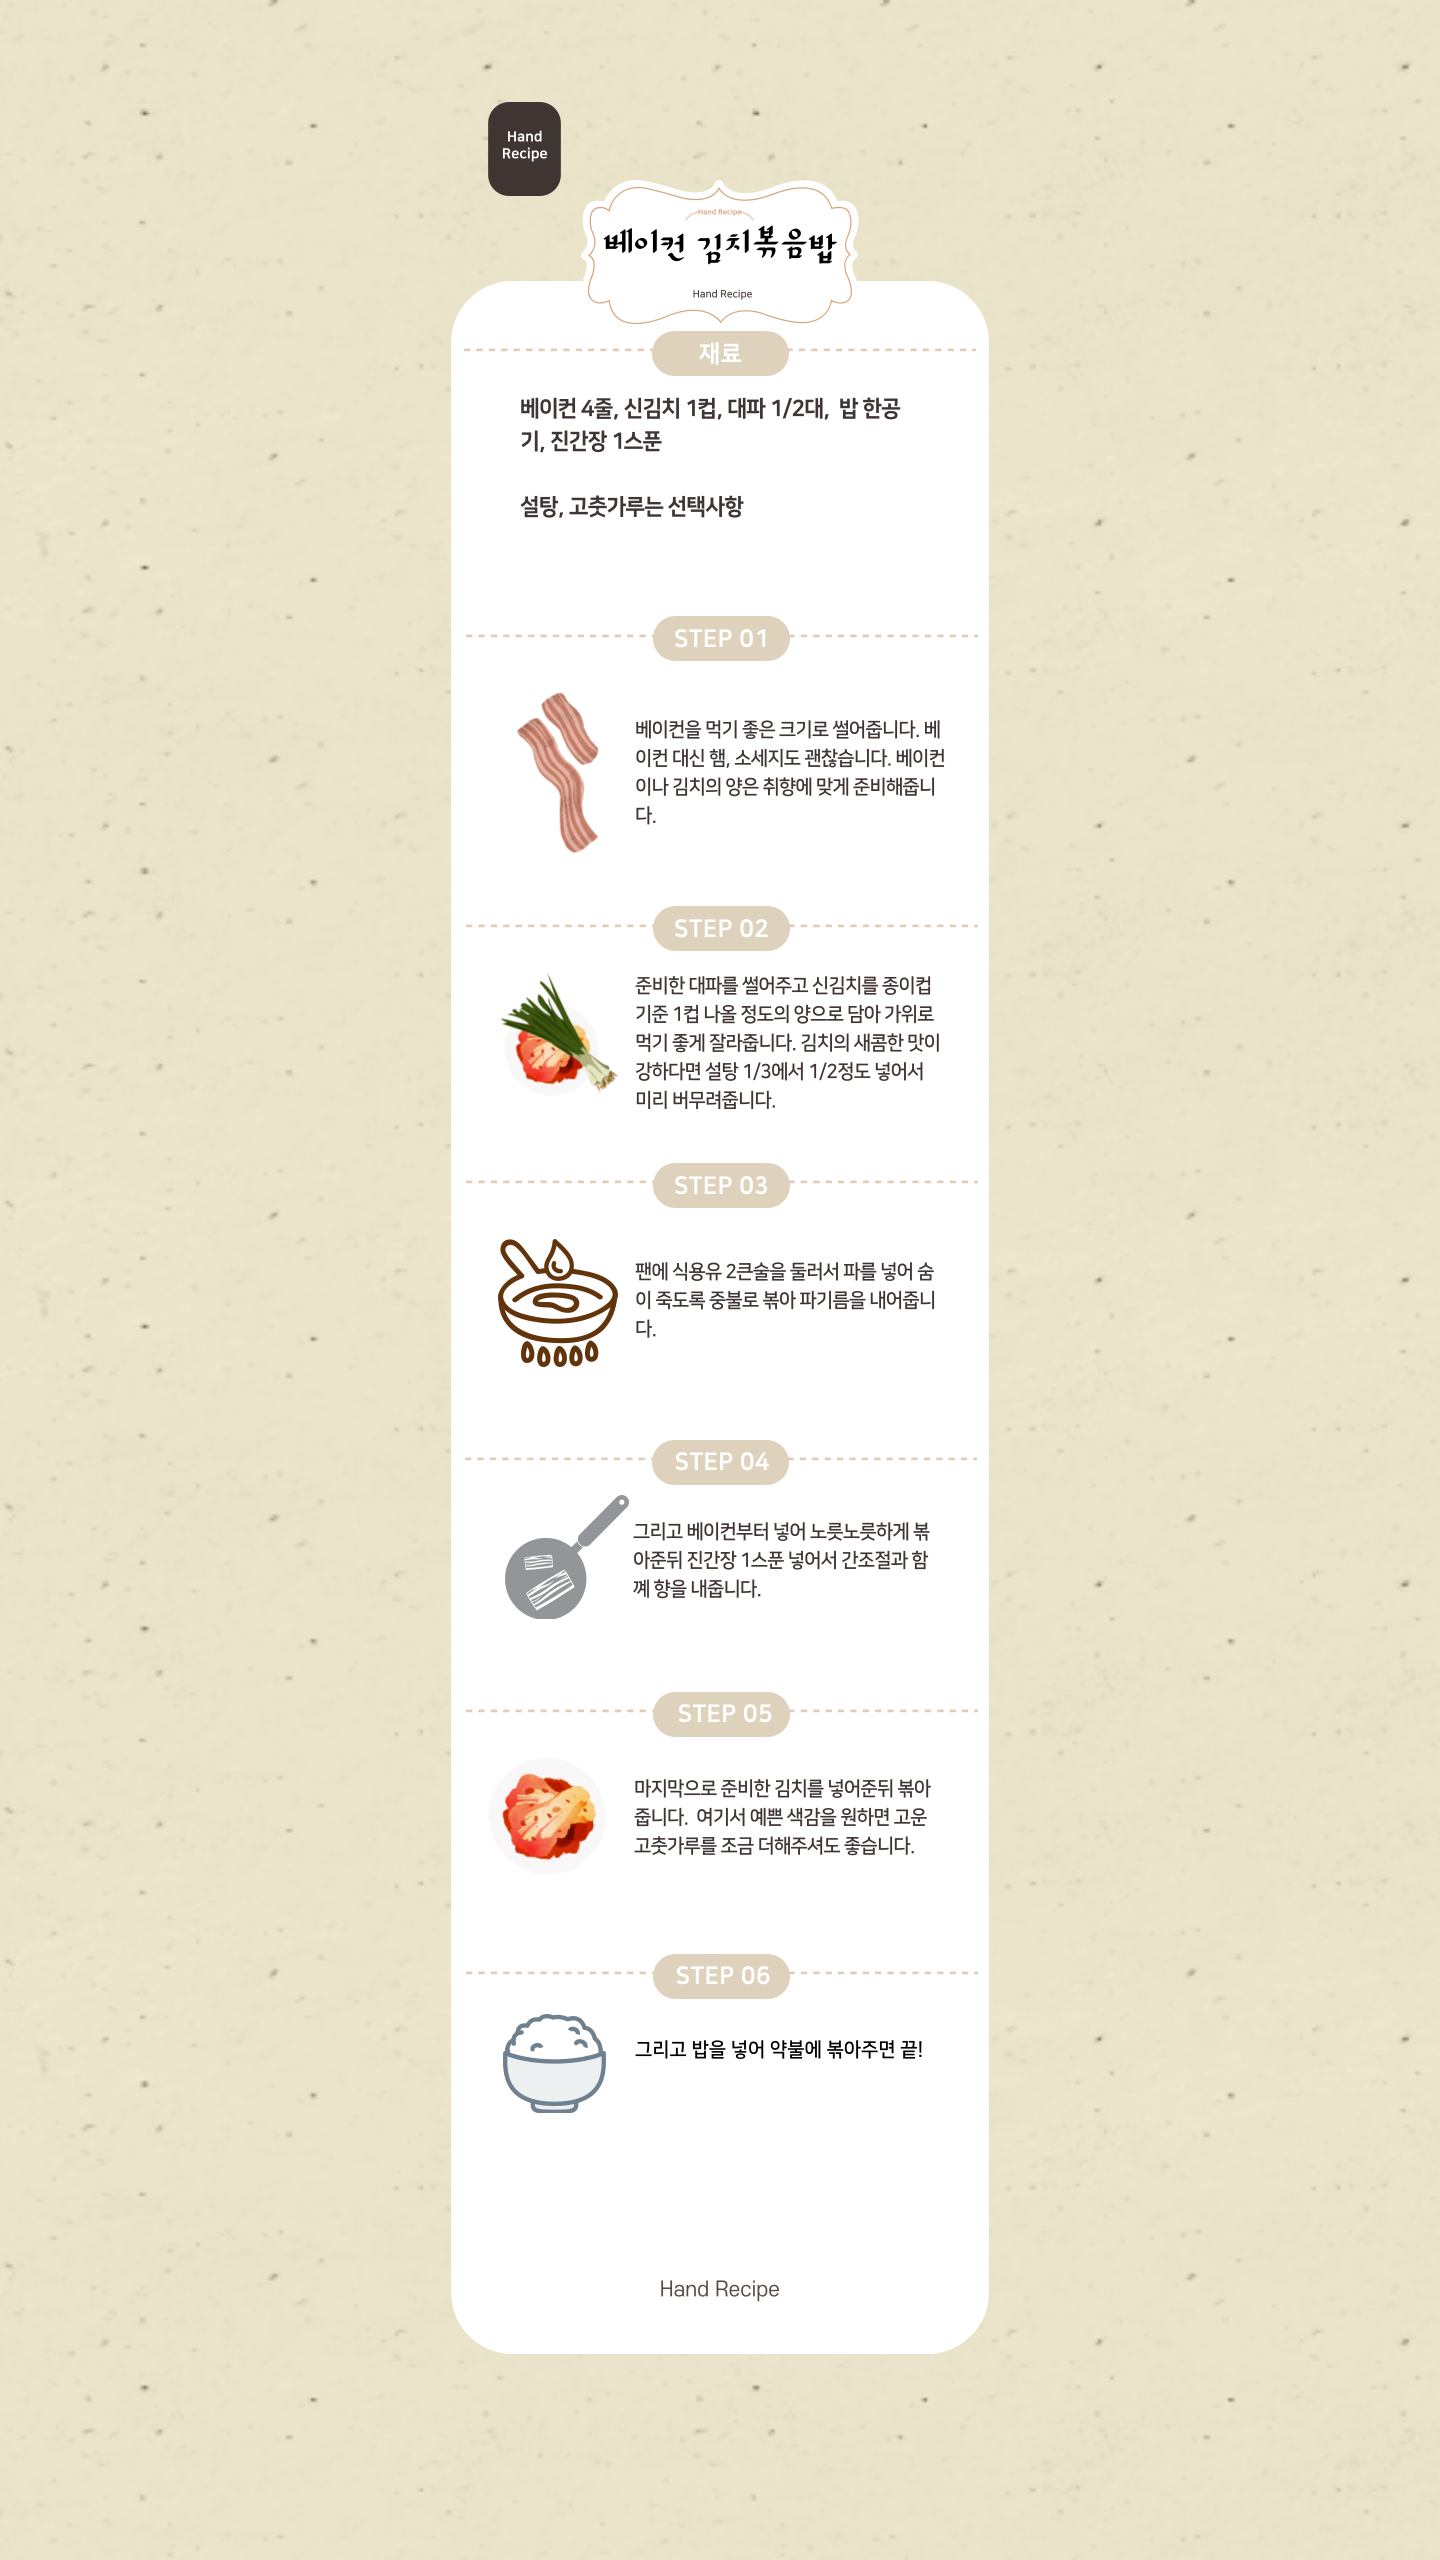 Hand
Recipe
Hand Recipe
베이컨 김치볶음밥
Hand Recipe
재료
베이컨 4줄, 신김치 1컵, 대파 1/2대,  밥 한공
기, 진간장 1스푼
설탕, 고춧가루는 선택사항
STEP 01
베이컨을 먹기 좋은 크기로 썰어줍니다. 베
이컨 대신 햄, 소세지도 괜찮습니다. 베이컨
이나 김치의 양은 취향에 맞게 준비해줍니
다.
STEP 02
준비한 대파를 썰어주고 신김치를 종이컵
기준 1컵 나올 정도의 양으로 담아 가위로
먹기 좋게 잘라줍니다. 김치의 새콤한 맛이
강하다면 설탕 1/3에서 1/2정도 넣어서
미리 버무려줍니다.
STEP 03
팬에 식용유 2큰술을 둘러서 파를 넣어 숨
이 죽도록 중불로 볶아 파기름을 내어줍니
다.
STEP 04
그리고 베이컨부터 넣어 노릇노릇하게 볶
아준뒤 진간장 1스푼 넣어서 간조절과 함
꼐 향을 내줍니다.
STEP 05
마지막으로 준비한 김치를 넣어준뒤 볶아
줍니다.  여기서 예쁜 색감을 원하면 고운
고춧가루를 조금 더해주셔도 좋습니다.
STEP 06
그리고 밥을 넣어 약불에 볶아주면 끝!
Hand Recipe